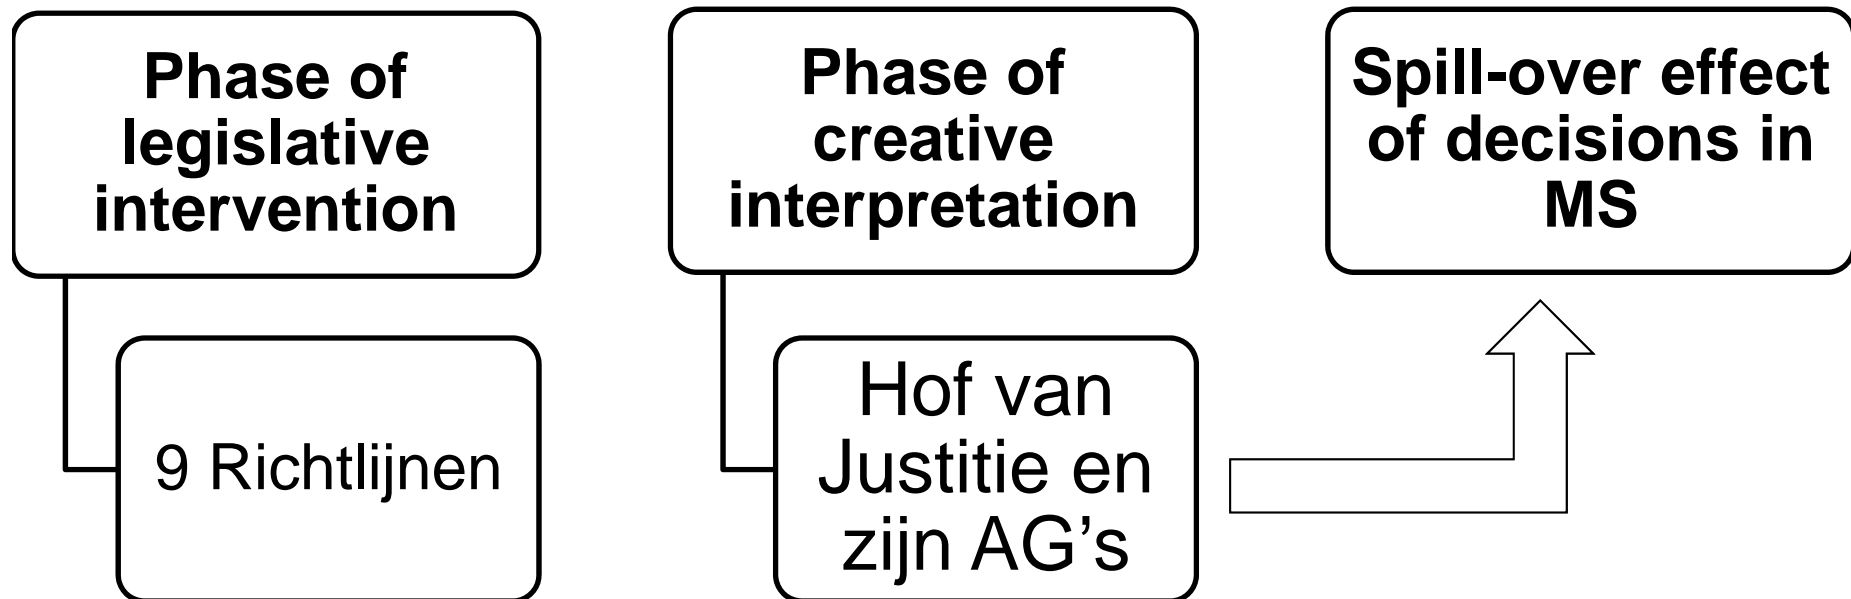 Phase of
legislative
intervention
9 Richtlijnen
Phase of
creative
interpretation
Hof van
Justitie en
zijn AG’s
Spill-over effect
of decisions in
MS